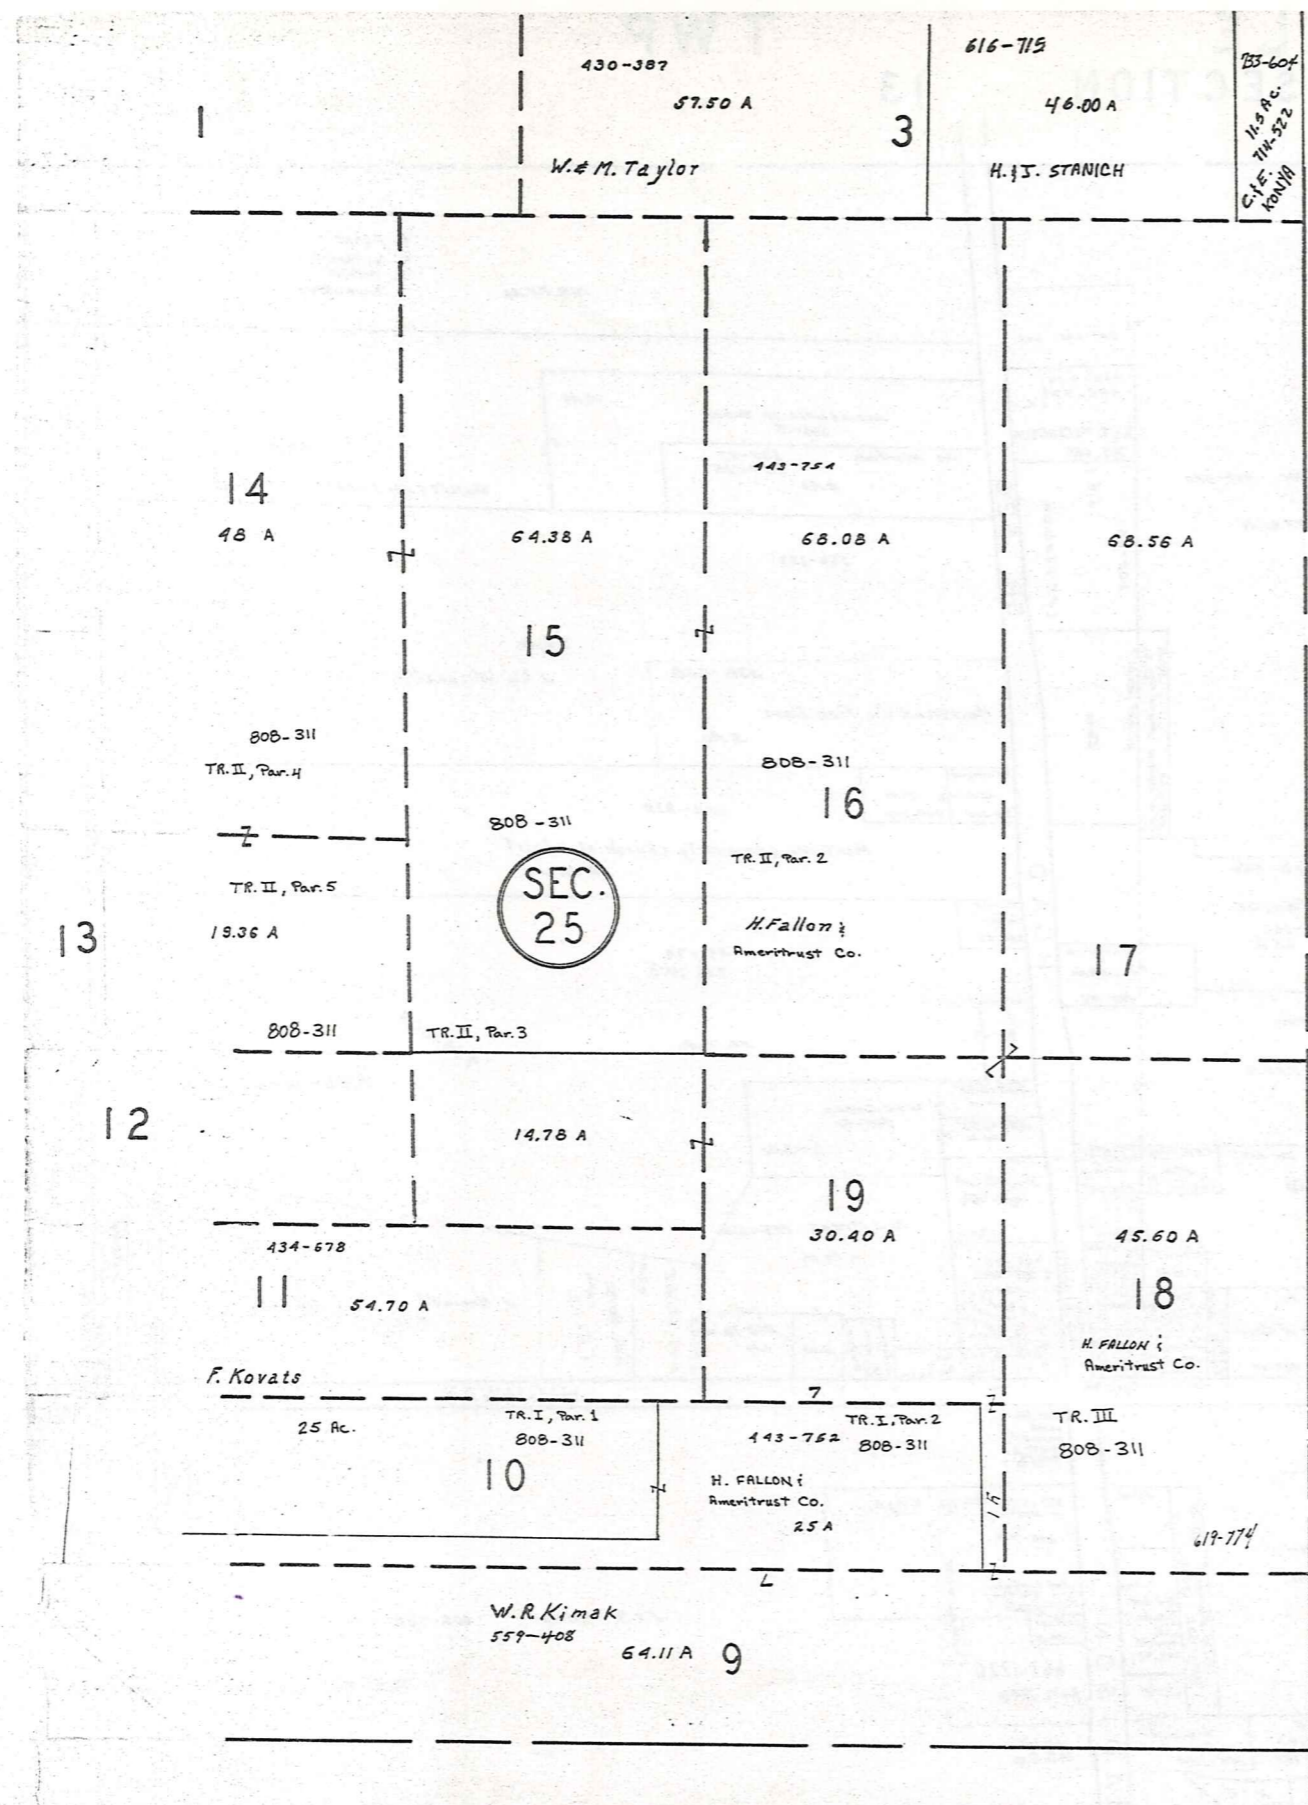 1
430-387
57.50 A
W. & M. Taylor
3
616-715
46.00 A
H. & J. STANICH
733-604
11.5 Ac.
714-522
C. & E.
KONYA
14
48 A
64.38 A
15
443-754
68.08 A
68.56 A
808-311
TR. II, Par. 4
808-311
808-311
16
TR. II, Par. 2
SEC.
25
TR. II, Par. 5
13
19.36 A
H. Fallon &
Ameritrust Co.
17
808-311
TR. II, Par. 3
12
14.78 A
19
30.40 A
45.60 A
18
434-678
11
54.70 A
F. Kovats
H. FALLON &
Ameritrust Co.
7
25 Ac.
TR. I, Par. 1
808-311
10
TR. I, Par. 2
443-752
808-311
H. FALLON &
Ameritrust Co.
25 A
TR. III
808-311
619-774
W. R. Kimak
559-408
64.11 A
9